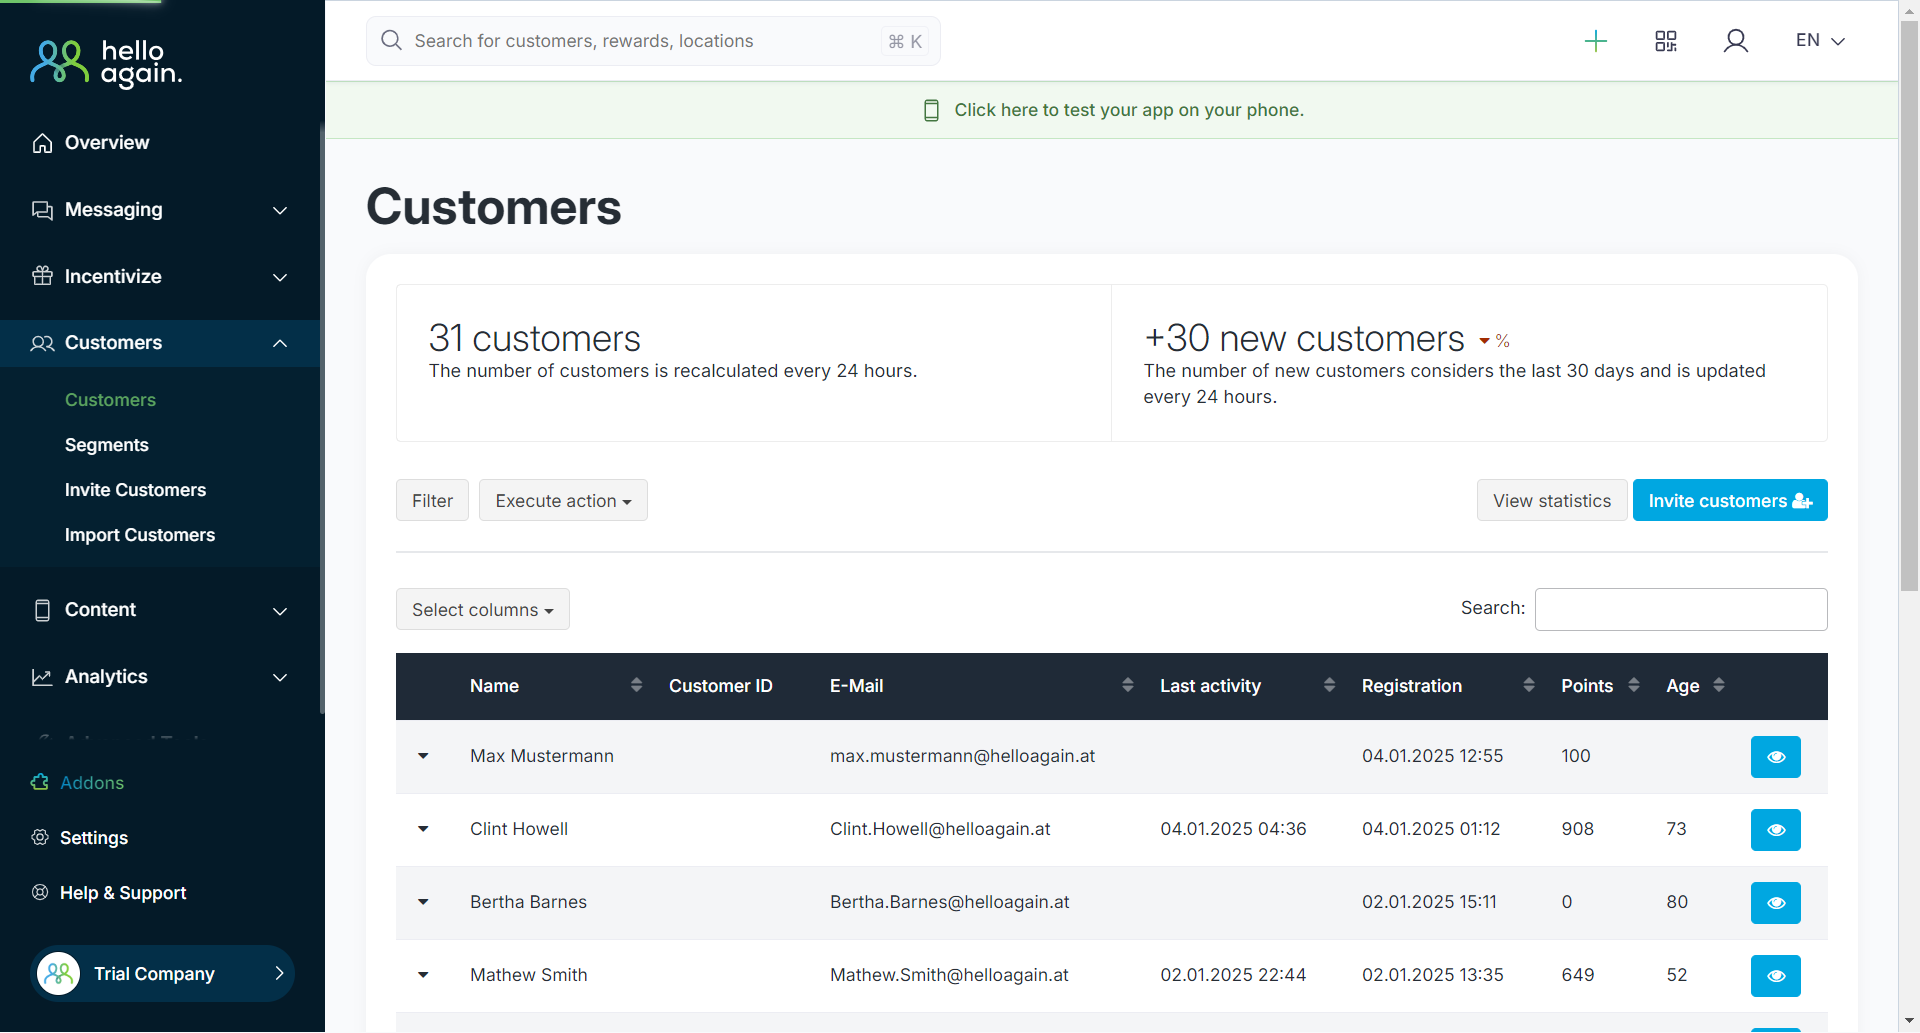 hello
again.
Search for customers, rewards, locations
⌘ K
EN
Click here to test your app on your phone.
Overview
Messaging
Incentivize
Customers
Customers
Segments
Invite Customers
Import Customers
Content
Analytics
Addons
Settings
Help & Support
Trial Company
Customers
31 customers
The number of customers is recalculated every 24 hours.
+30 new customers %
The number of new customers considers the last 30 days and is updated
every 24 hours.
Filter
Execute action
View statistics
Invite customers
Select columns
Search:
Name Customer ID E-Mail Last activity Registration Points Age
Max Mustermann max.mustermann@helloagain.at 04.01.2025 12:55 100
Clint Howell Clint.Howell@helloagain.at 04.01.2025 04:36 04.01.2025 01:12 908 73
Bertha Barnes Bertha.Barnes@helloagain.at 02.01.2025 15:11 0 80
Mathew Smith Mathew.Smith@helloagain.at 02.01.2025 22:44 02.01.2025 13:35 649 52